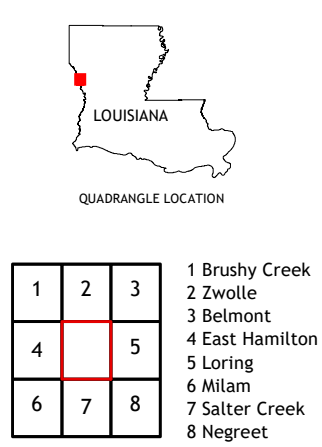 LOUISIANA
QUADRANGLE LOCATION
1 2 3
4 5
6 7 8
1 Brushy Creek
2 Zwolle
3 Belmont
4 East Hamilton
5 Loring
6 Milam
7 Salter Creek
8 Negreet